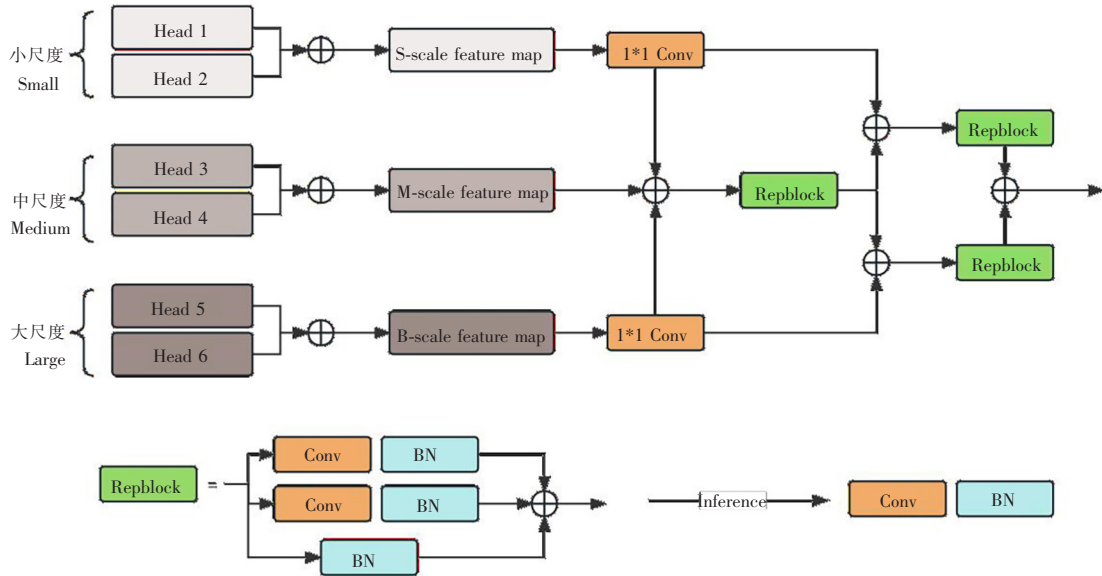 Head 1
小尺度
Small
Head 2
S-scale feature map
1*1 Conv
Repblock
Head 3
中尺度
Medium
Head 4
M-scale feature map
Repblock
Repblock
Head 5
大尺度
Large
Head 6
B-scale feature map
1*1 Conv
Repblock =
Conv
BN
Conv
BN
BN
Inference
Conv
BN